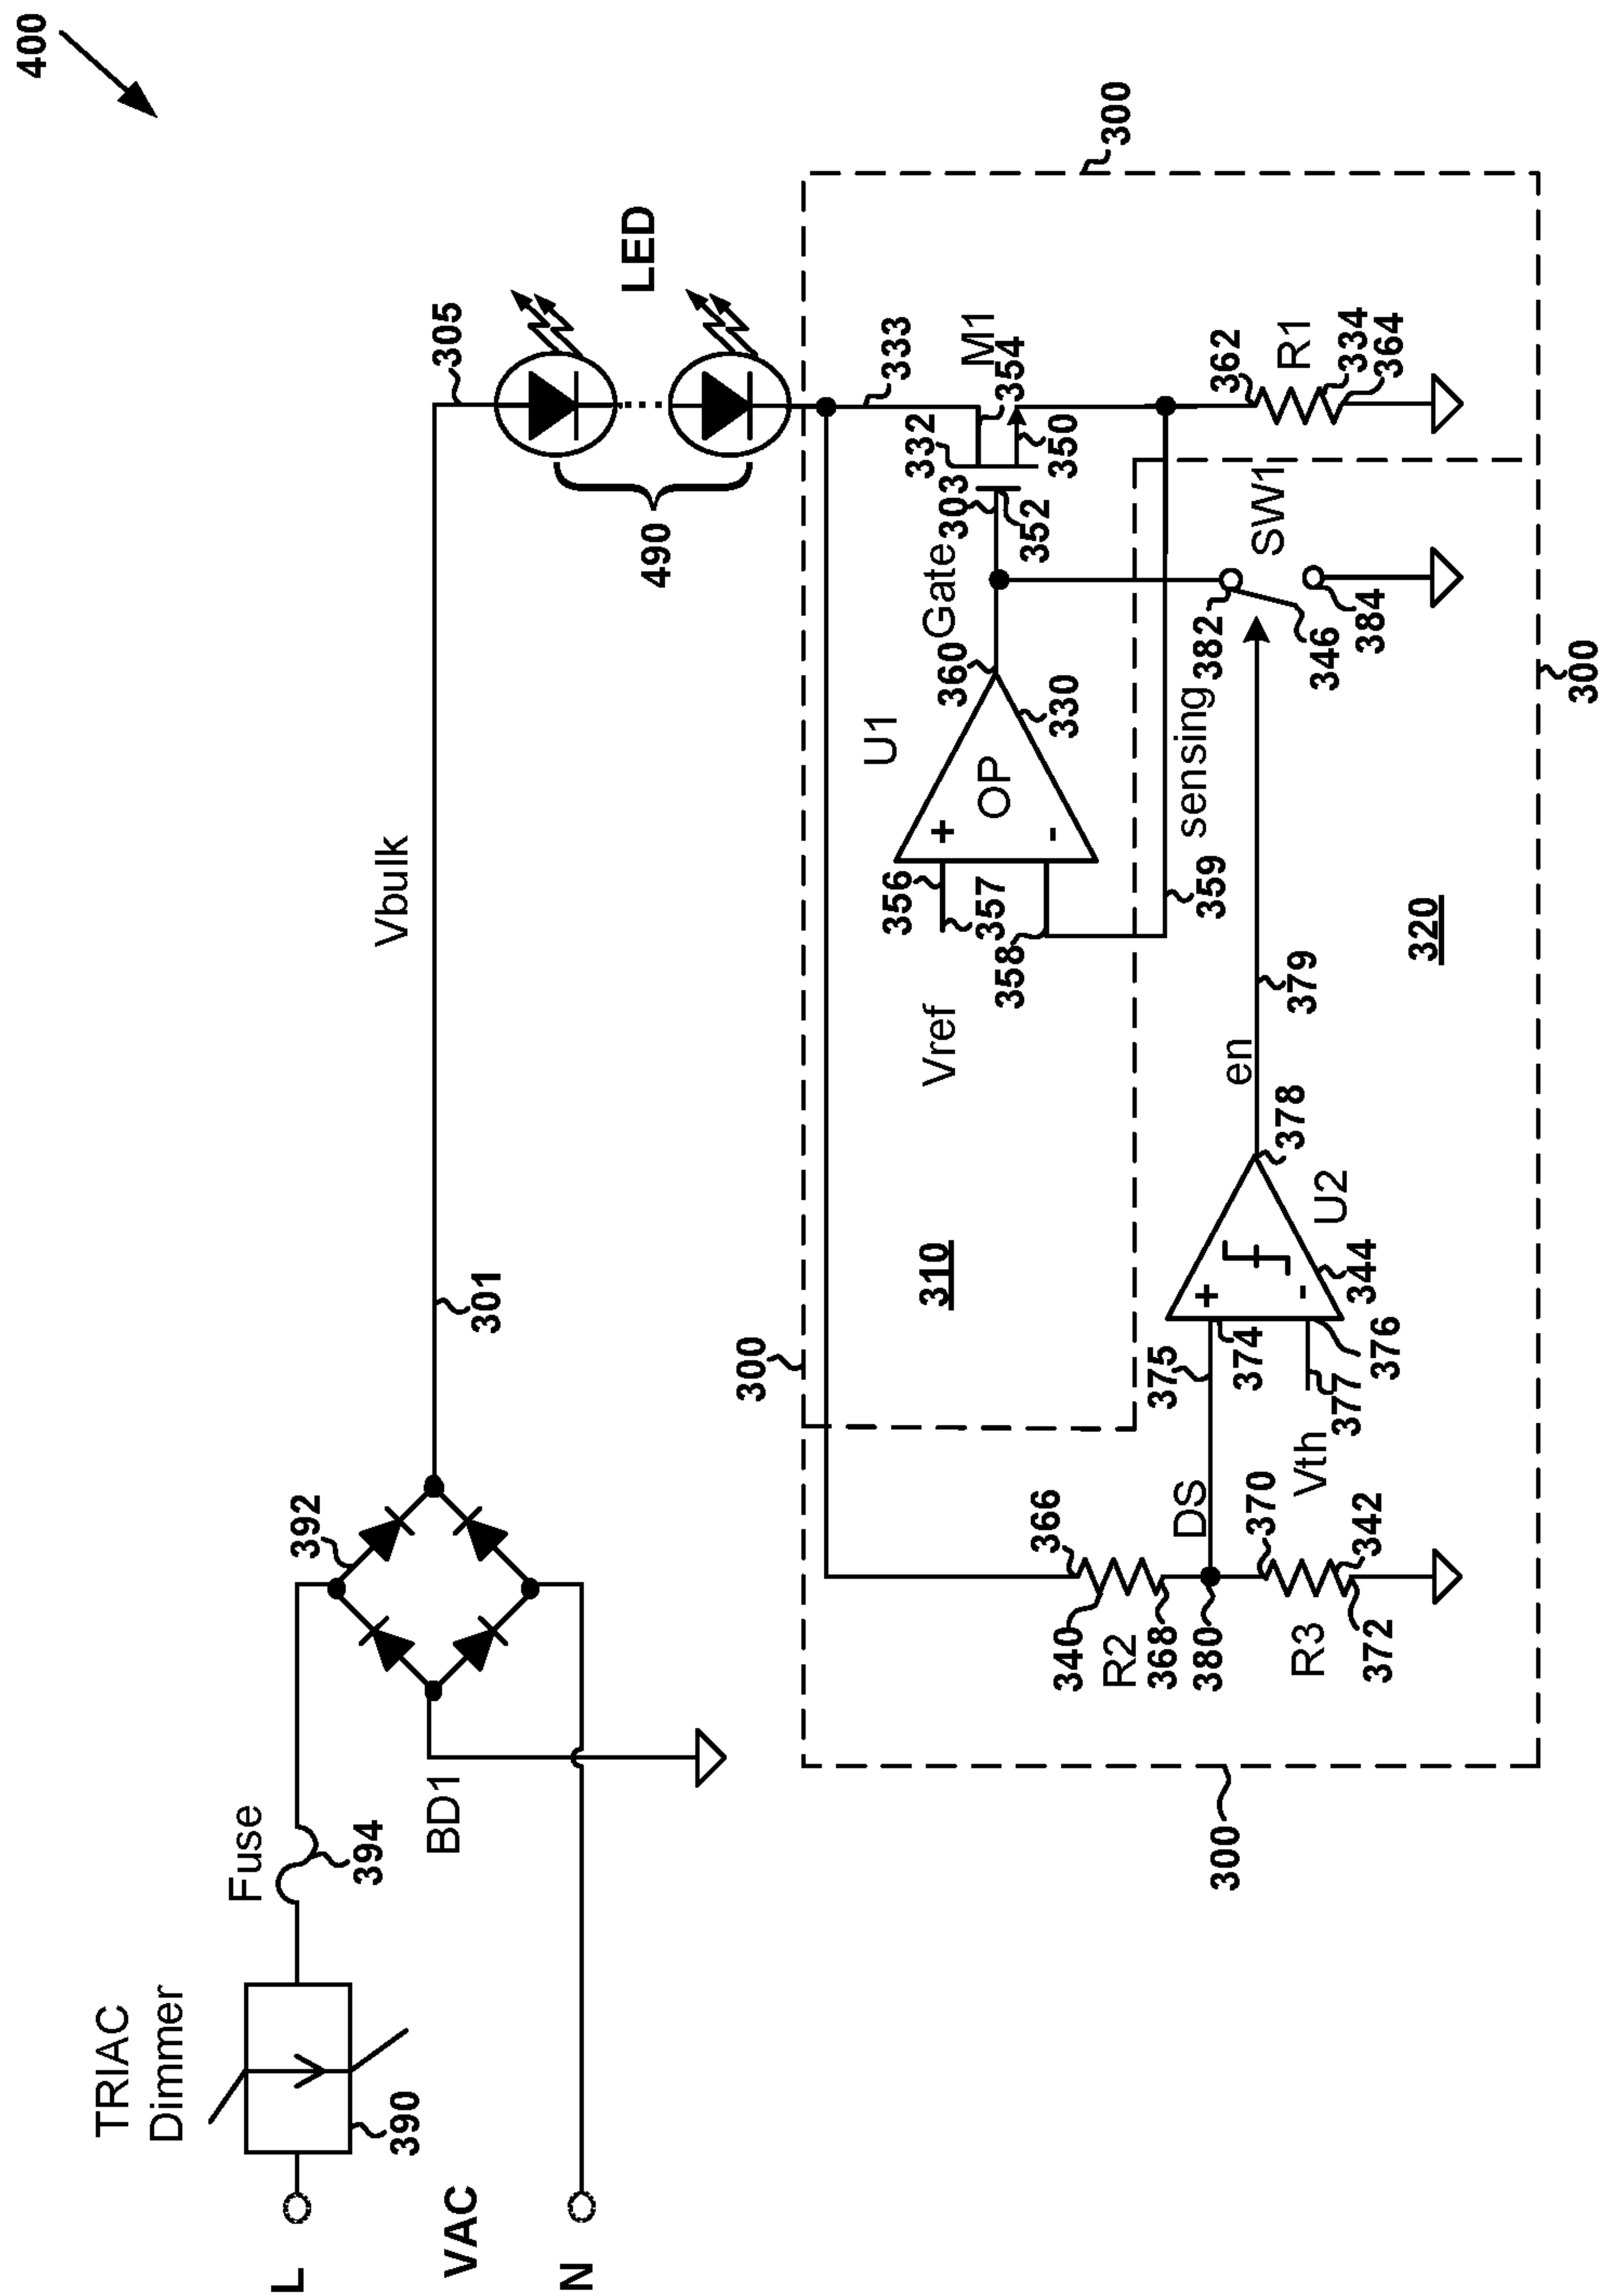 400
TRIAC
Dimmer
390
Fuse
394
392
BD1
L
VAC
N
Vbulk
301
305
LED
490
300
300
310
333
M1
332
354
303
352
350
Gate
360
U1
OP
+
-
330
356
357
358
Vref
359
sensing
362
R1
334
364
SW1
382
346
384
300
320
366
340
R2
368
380
DS
370
R3
342
372
375
374
+
-
Vth
377
376
344
U2
378
en
379
300